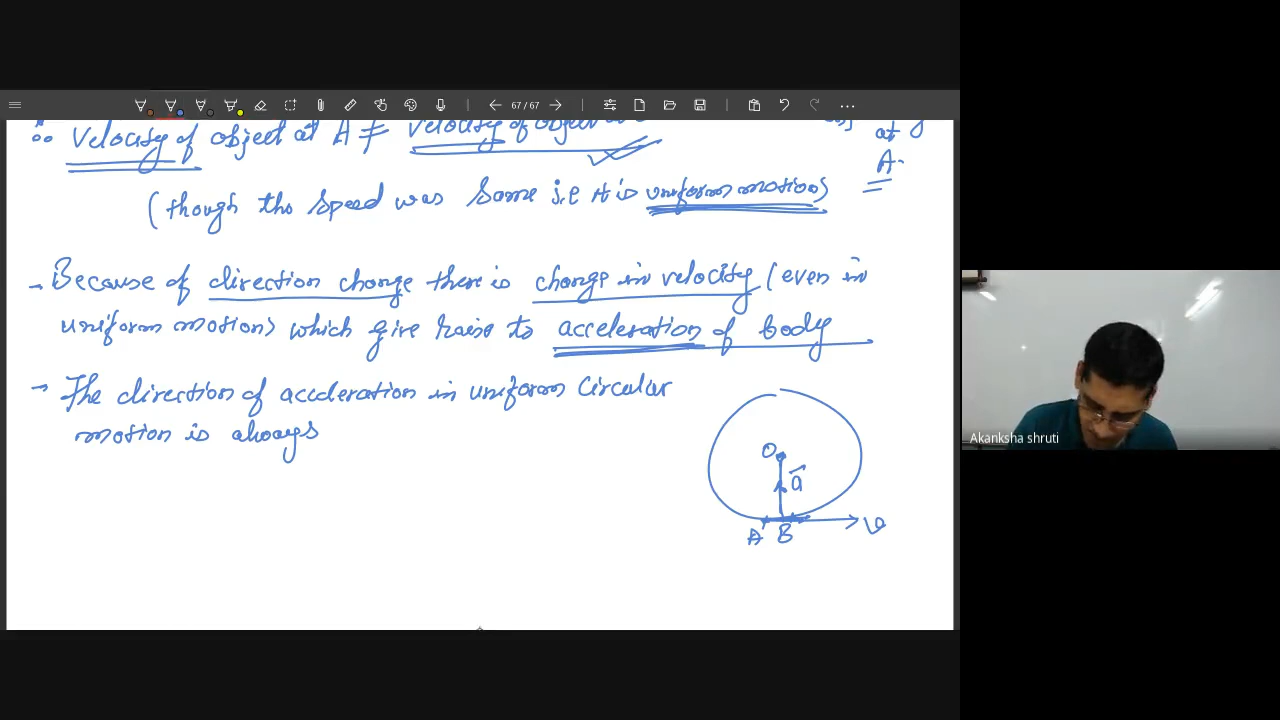 67/67
∴ Velocity of object at A ≠ Velocity of object at
at
A.
(though the speed was same i.e it is uniform motion)
→ Because of direction change there is change in velocity (even in
uniform motion) which give raise to acceleration of body
→ The direction of acceleration in uniform circular
motion is always
O
a
A B v
Akanksha shruti